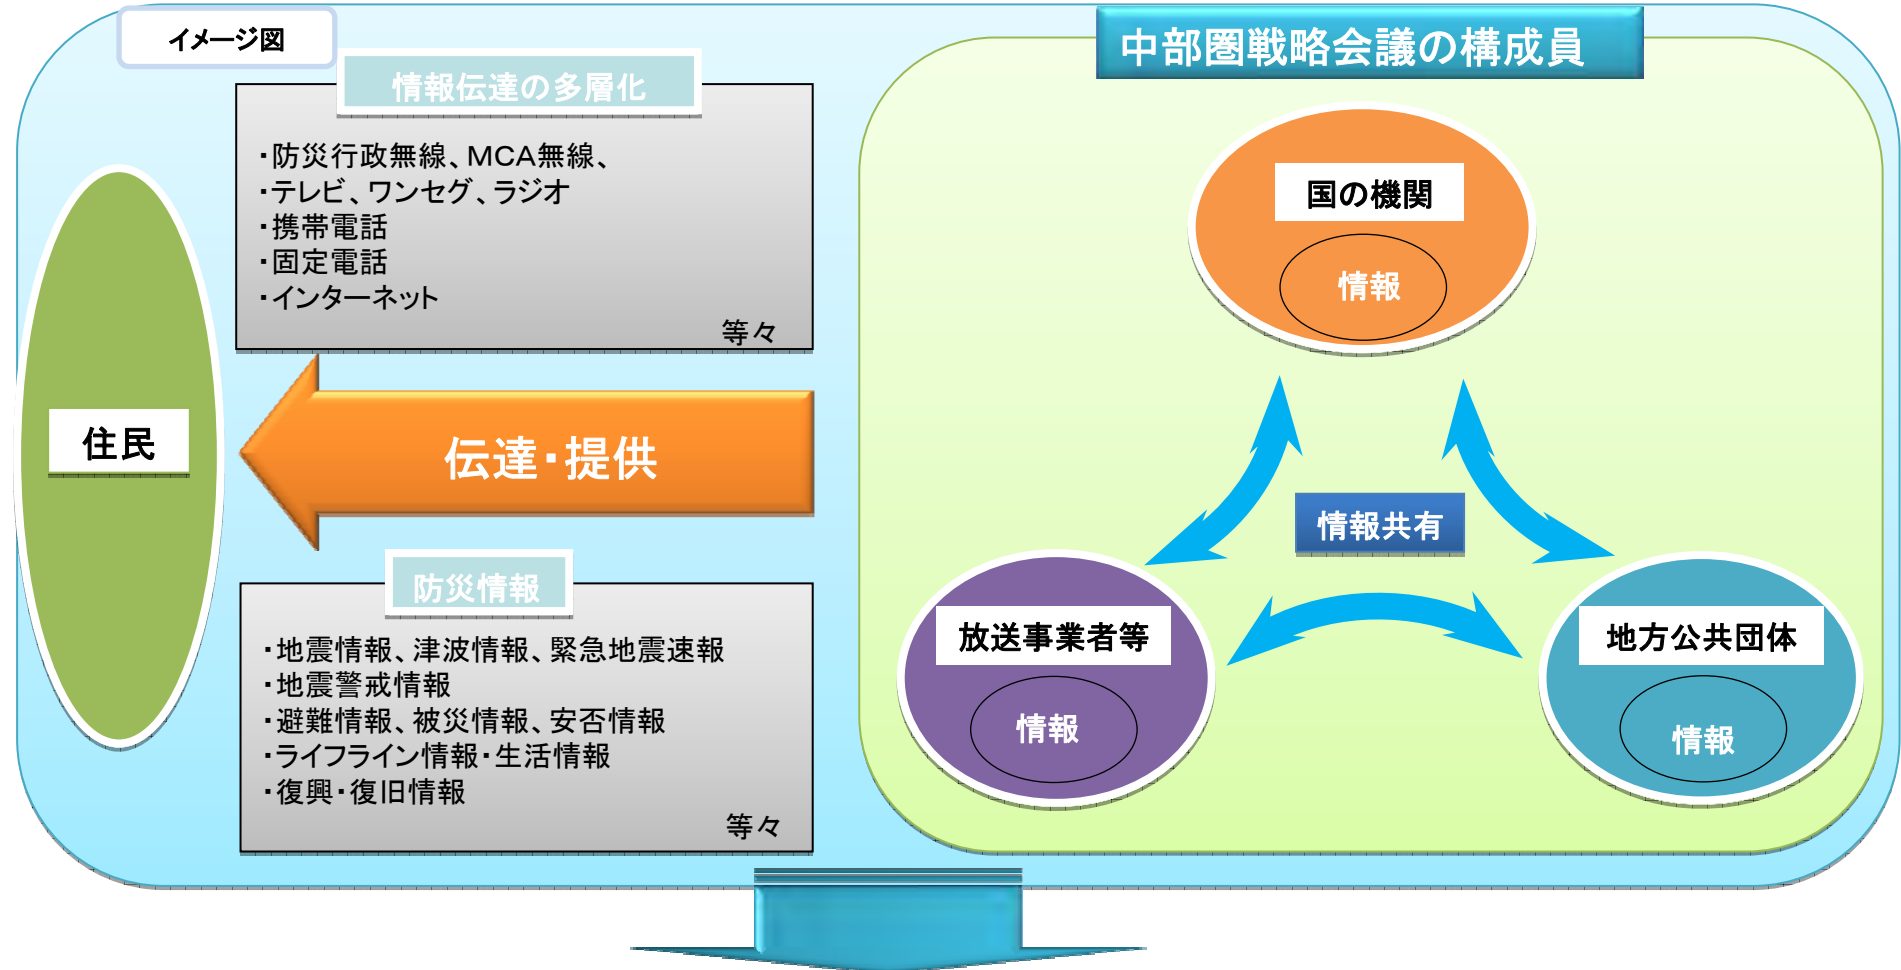 イメージ図
情報伝達の多層化
・防災行政無線、MCA無線、
・テレビ、ワンセグ、ラジオ
・携帯電話
・固定電話
・インターネット
等々
住民
伝達・提供
防災情報
・地震情報、津波情報、緊急地震速報
・地震警戒情報
・避難情報、被災情報、安否情報
・ライフライン情報・生活情報
・復興・復旧情報
等々
中部圏戦略会議の構成員
国の機関
情報
情報共有
放送事業者等
情報
地方公共団体
情報